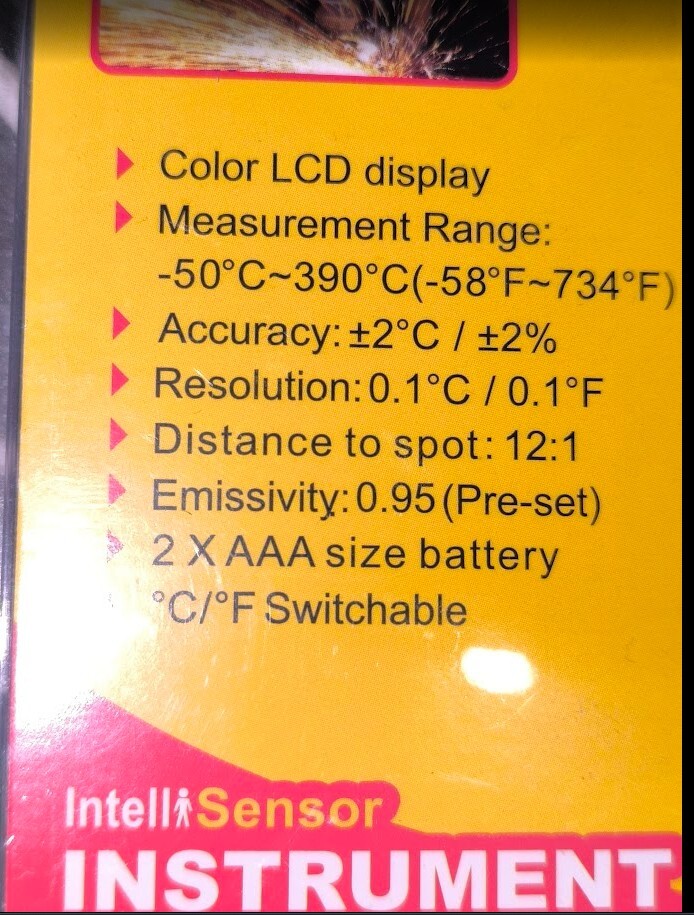 Color LCD display
Measurement Range:
-50°C~390°C(-58°F~734°F)
Accuracy: ±2°C / ±2%
Resolution: 0.1°C / 0.1°F
Distance to spot: 12:1
Emissivity: 0.95 (Pre-set)
2 X AAA size battery
°C/°F Switchable
IntelliSensor
INSTRUMENT